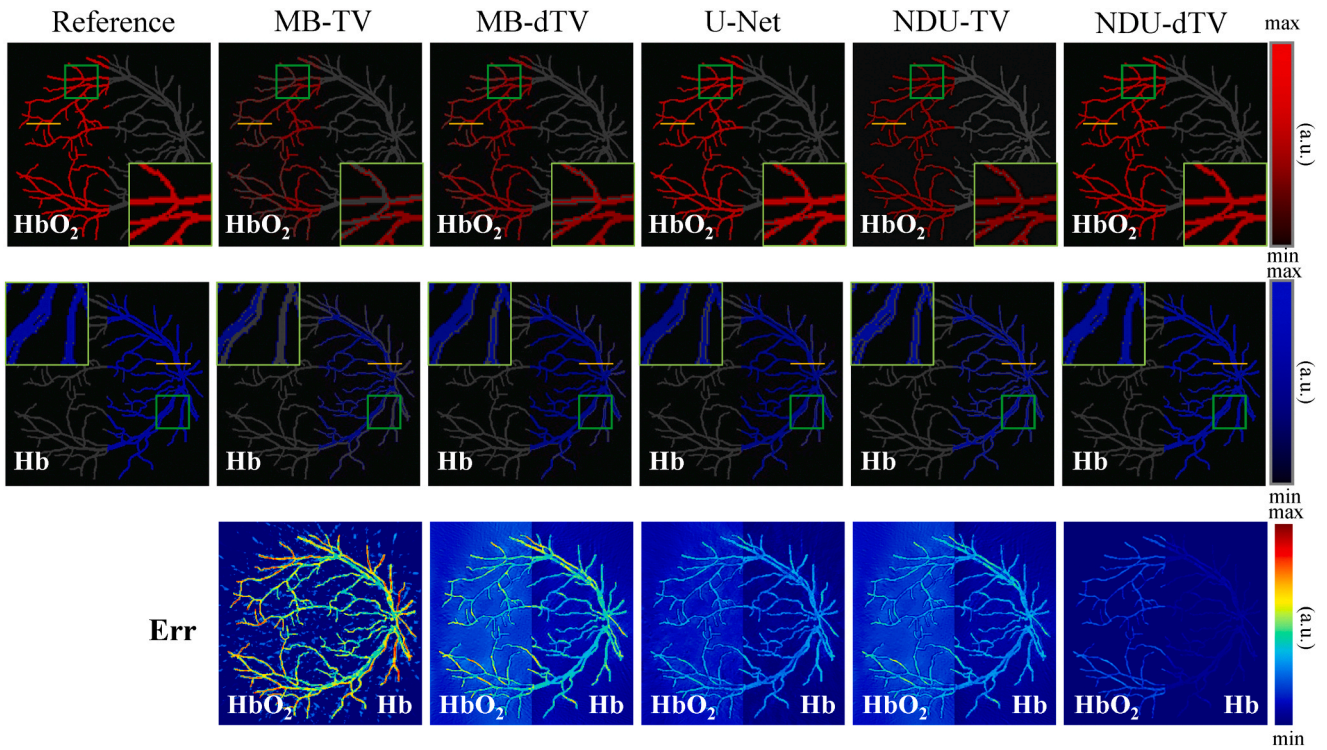 Reference MB-TV MB-dTV U-Net NDU-TV NDU-dTV max
HbO₂ HbO₂ HbO₂ HbO₂ HbO₂ HbO₂ (a.u.)
min
max
Hb Hb Hb Hb Hb Hb (a.u.)
min
max
Err HbO₂ Hb HbO₂ Hb HbO₂ Hb HbO₂ Hb HbO₂ Hb (a.u.)
min